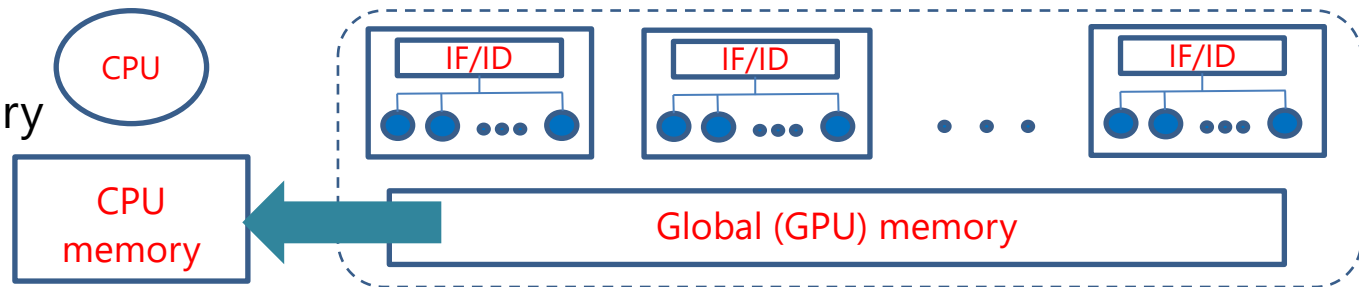 CPU
ry
CPU
memory
IF/ID
IF/ID
IF/ID
Global (GPU) memory